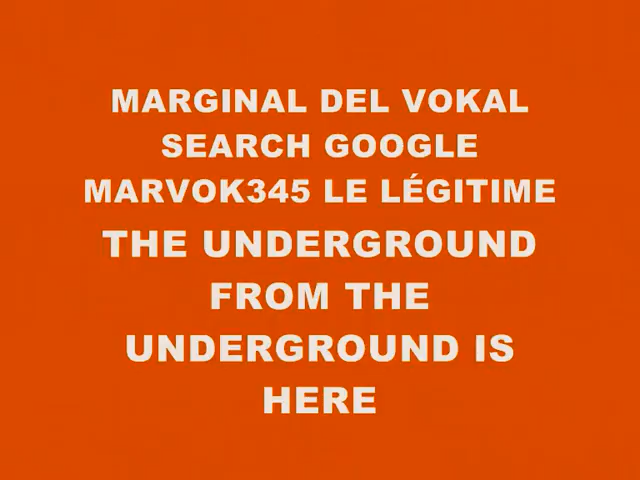 MARGINAL DEL VOKAL
SEARCH GOOGLE
MARVOK345 LE LÉGITIME
THE UNDERGROUND
FROM THE
UNDERGROUND IS
HERE